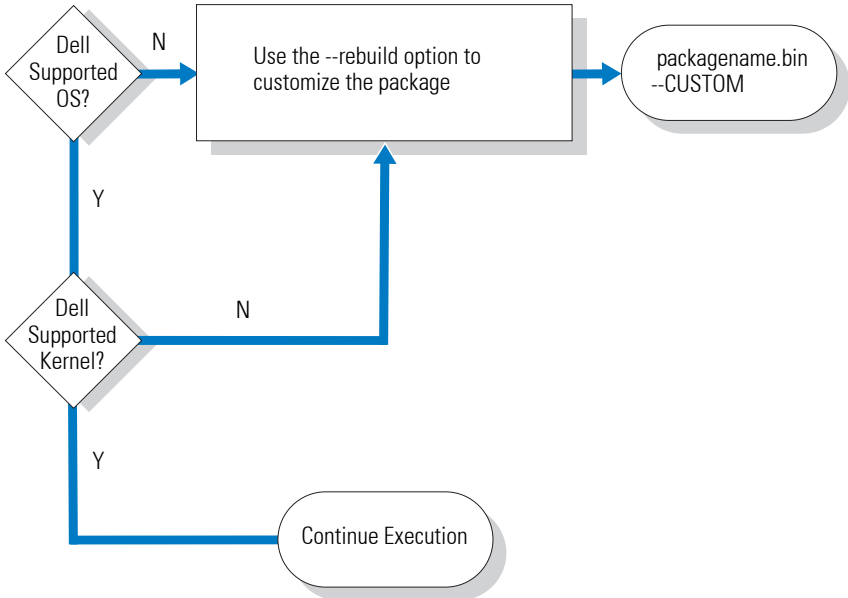 Dell
Supported
OS?
N
Use the --rebuild option to
customize the package
packagename.bin
--CUSTOM
Y
Dell
Supported
Kernel?
N
Y
Continue Execution